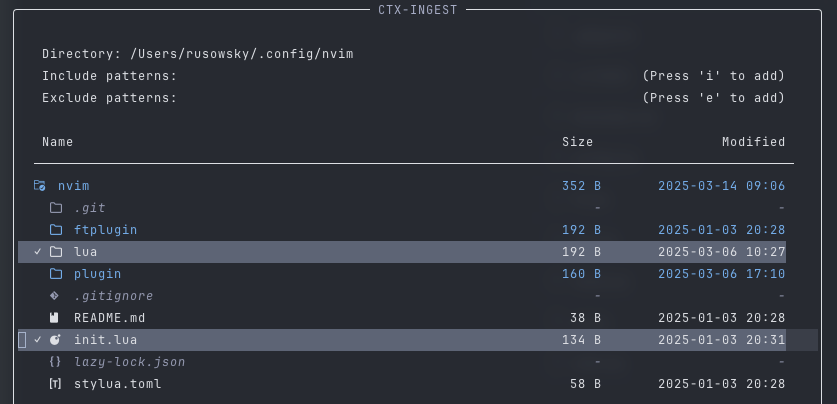 CTX-INGEST
Directory: /Users/rusowsky/.config/nvim
Include patterns: (Press 'i' to add)
Exclude patterns: (Press 'e' to add)
Name Size Modified
nvim 352 B 2025-03-14 09:06
.git - -
ftplugin 192 B 2025-01-03 20:28
✓ lua 192 B 2025-03-06 10:27
plugin 160 B 2025-03-06 17:10
.gitignore - -
README.md 38 B 2025-01-03 20:28
✓ init.lua 134 B 2025-01-03 20:31
{} lazy-lock.json - -
[T] stylua.toml 58 B 2025-01-03 20:28